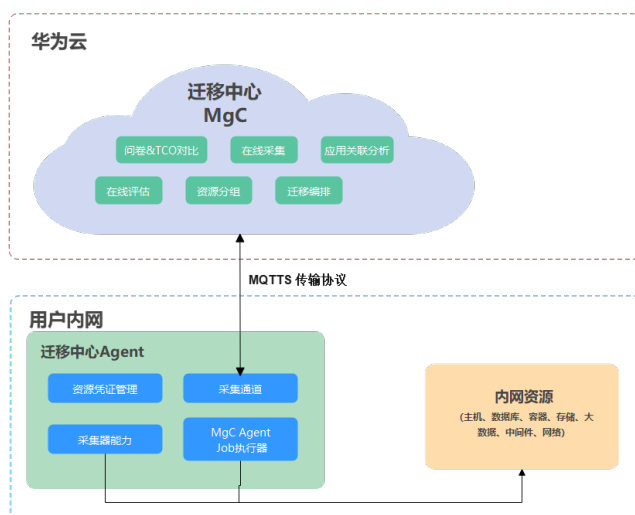 华为云
迁移中心
MgC
问卷&TCO对比
在线采集
应用关联分析
在线评估
资源分组
迁移编排
MQTTS 传输协议
用户内网
迁移中心Agent
资源凭证管理
采集通道
采集器能力
MgC Agent
Job执行器
内网资源
(主机、数据库、容器、存储、大
数据、中间件、网络)